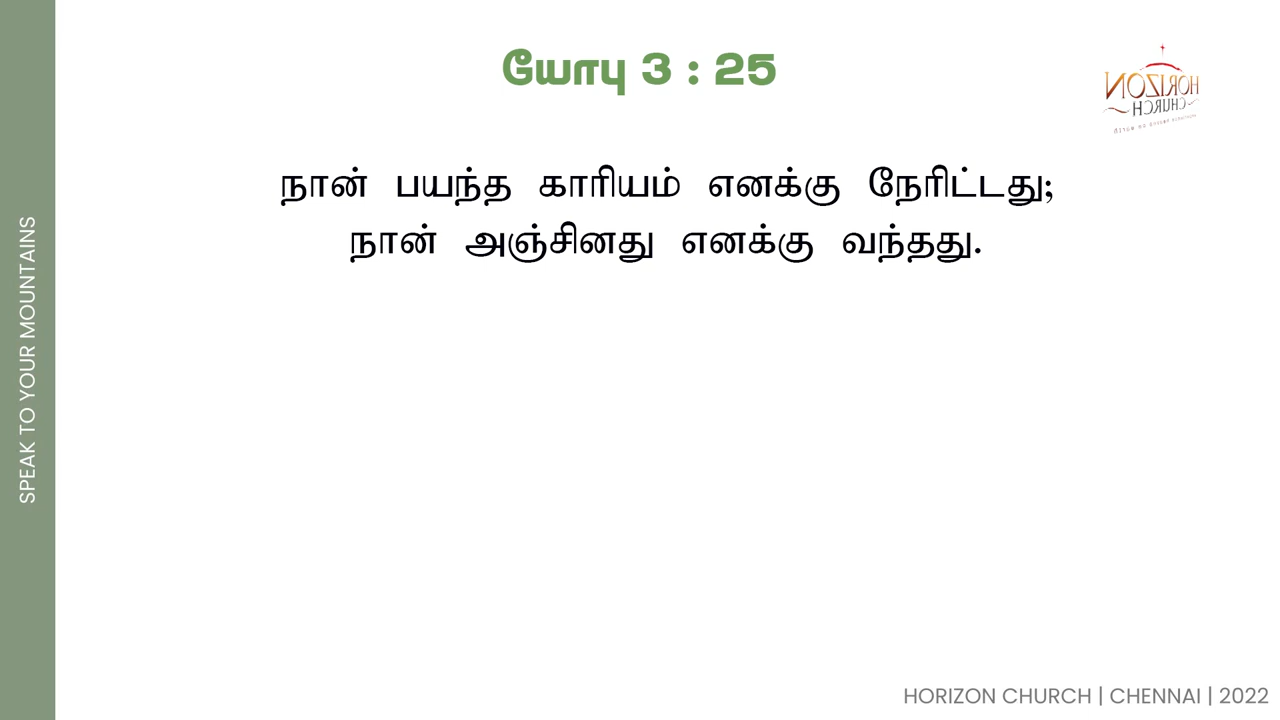 யோபு 3 : 25
HORIZON
CHURCH
நான் பயந்த காரியம் எனக்கு நேரிட்டது;
நான் அஞ்சினது எனக்கு வந்தது.
SPEAK TO YOUR MOUNTAINS
HORIZON CHURCH | CHENNAI | 2022